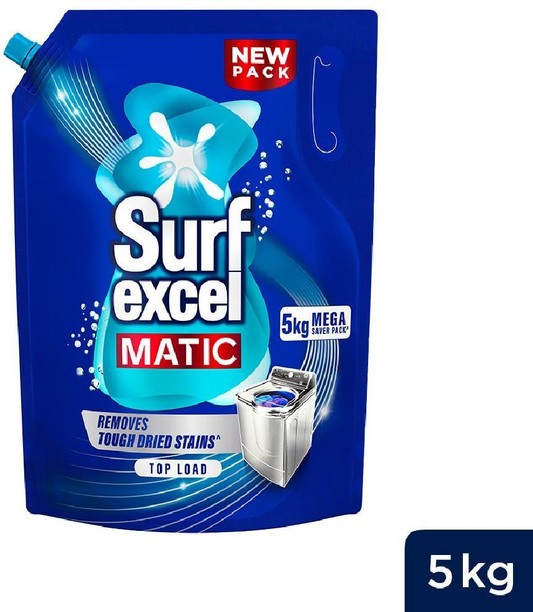 NEW
PACK
Surf
excel
MATIC
5kg MEGA
SAVER PACK*
REMOVES
TOUGH DRIED STAINS^
TOP LOAD
5 kg